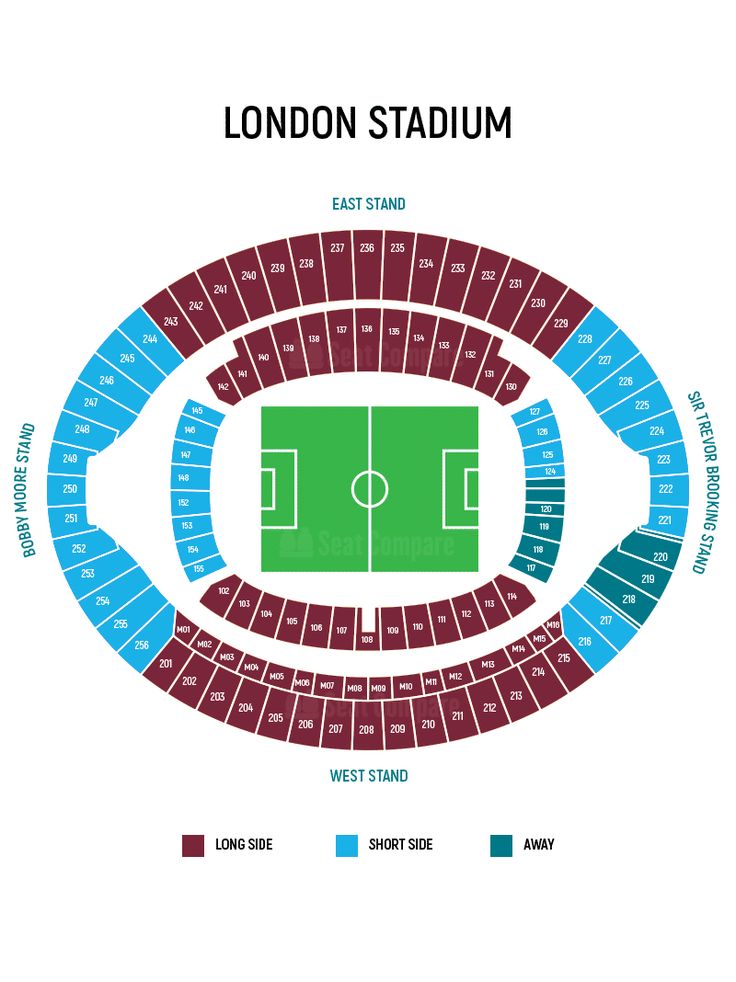 LONDON STADIUM
EAST STAND
237 236 235
238 234
239 233
240 232
241 231
242 230
243 229
244 228
245 227
246 226
247 225
248 224
249 223
250 222
251 221
252 220
253 219
254 218
255 217
256 216
137 136 135
138 134
139 133
140 132
141 131
142 130
145 127
146 126
147 125
148 124
152 120
153 119
154 118
155 117
BOBBY MOORE STAND
SIR TREVOR BROOKING STAND
Seat Compare
Seat Compare
102 114
103 113
104 112
105 111
106 110
107 109
108
M01 M16
M02 M15
M03 M14
M04 M13
M05 M12
M06 M11
M07 M08 M09 M10
201 215
202 214
203 213
204 212
205 211
206 210
207 208 209
Seat Compare
WEST STAND
LONG SIDE SHORT SIDE AWAY